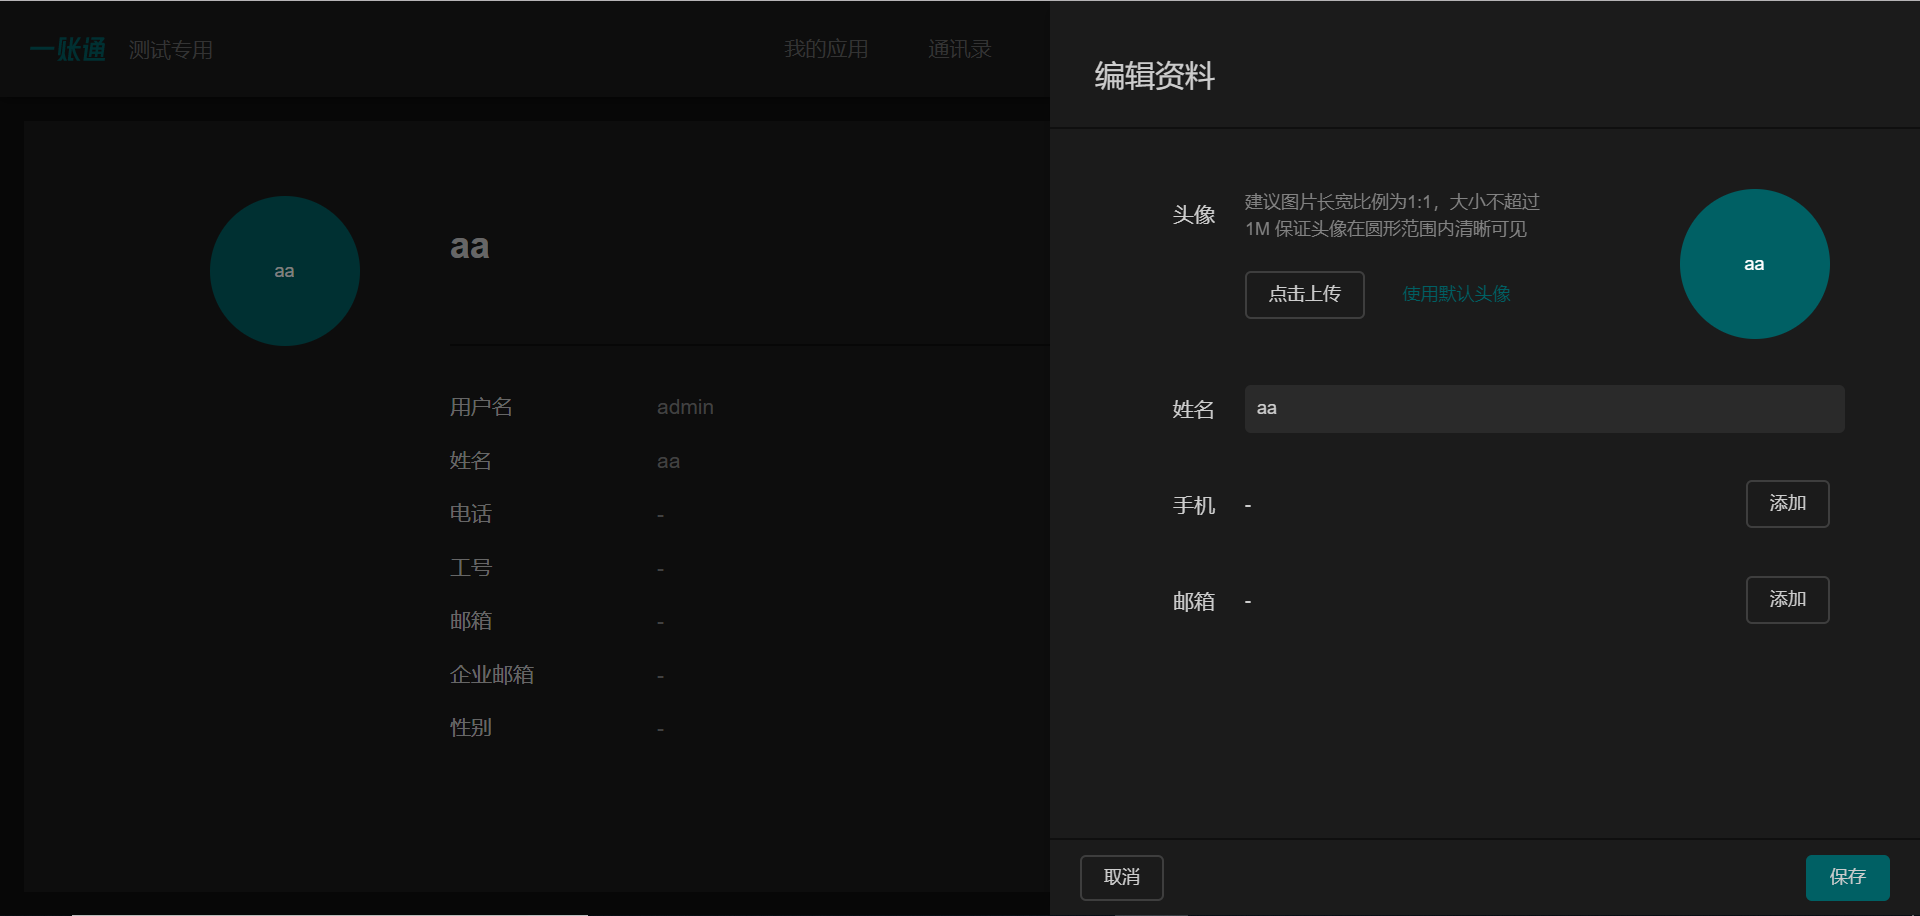 一账通 测试专用 我的应用 通讯录
aa
aa
用户名 admin
姓名 aa
电话 -
工号 -
邮箱 -
企业邮箱 -
性别 -
编辑资料
头像
建议图片长宽比例为1:1，大小不超过
1M 保证头像在圆形范围内清晰可见
点击上传 使用默认头像
aa
姓名 aa
手机 - 添加
邮箱 - 添加
取消 保存